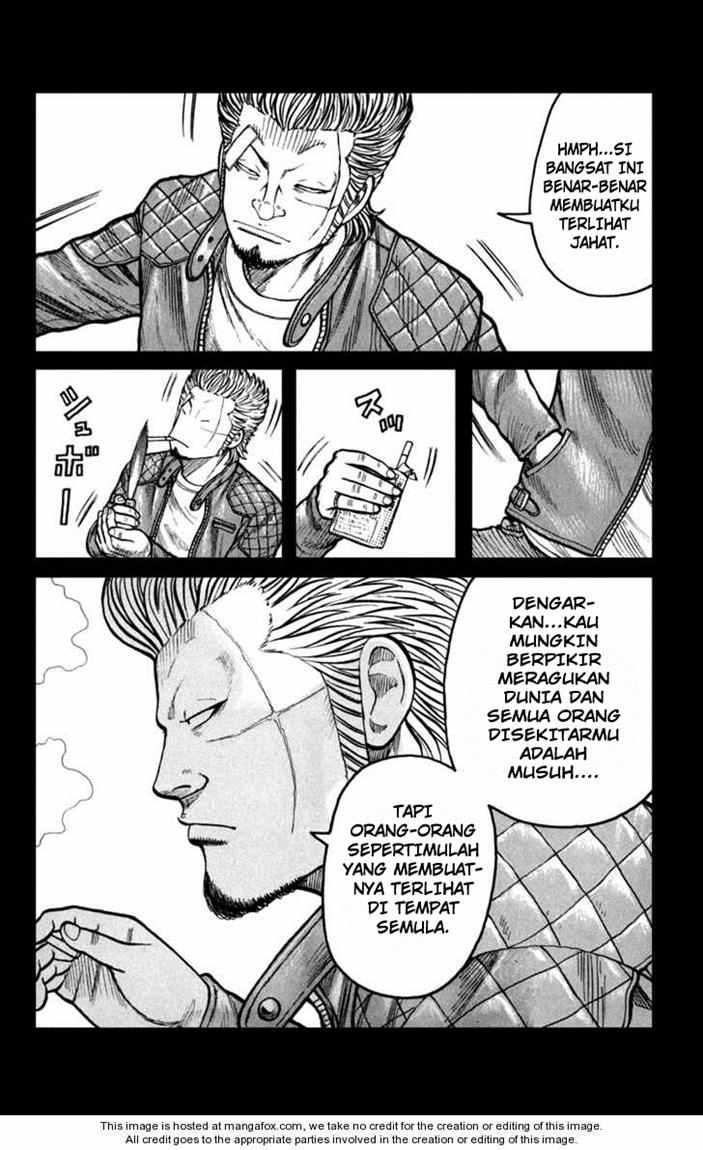 HMPH...SI
BANGSAT INI
BENAR-BENAR
MEMBUATKU
TERLIHAT
JAHAT.
スッ
ジュ
ボー
DENGAR-
KAN...KAU
MUNGKIN
BERPIKIR
MERAGUKAN
DUNIA DAN
SEMUA ORANG
DISEKITARMU
ADALAH
MUSUH....
TAPI
ORANG-ORANG
SEPERTIMULAH
YANG MEMBUAT-
NYA TERLIHAT
DI TEMPAT
SEMULA.
This image is hosted at mangafox.com, we take no credit for the creation or editing of this image.
All credit goes to the appropriate parties involved in the creation or editing of this image.